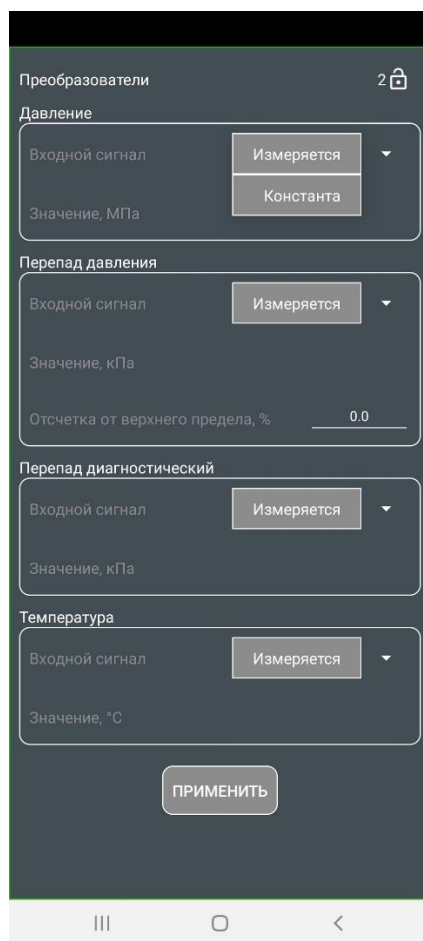 Преобразователи 2
Давление
Входной сигнал Измеряется
Константа
Значение, МПа
Перепад давления
Входной сигнал Измеряется
Значение, кПа
Отсчетка от верхнего предела, % 0.0
Перепад диагностический
Входной сигнал Измеряется
Значение, кПа
Температура
Входной сигнал Измеряется
Значение, °C
ПРИМЕНИТЬ